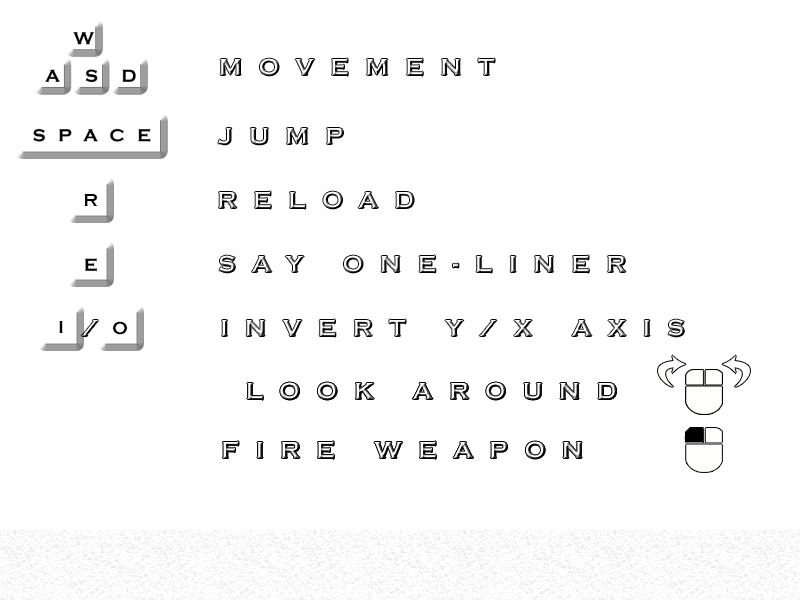 W
A S D MOVEMENT
SPACE JUMP
R RELOAD
E SAY ONE-LINER
I/O INVERT Y/X AXIS
LOOK AROUND
FIRE WEAPON